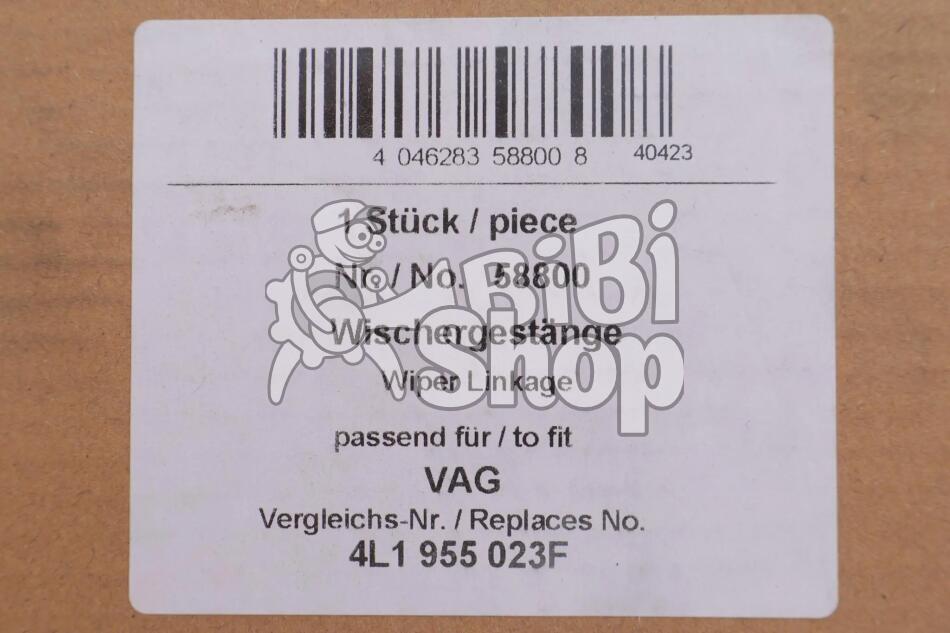 4 046283 58800 8 40423
1 Stück / piece
Nr. / No. 58800
Wischergestänge
Wiper Linkage
BiBi
Shop
passend für / to fit
VAG
Vergleichs-Nr. / Replaces No.
4L1 955 023F